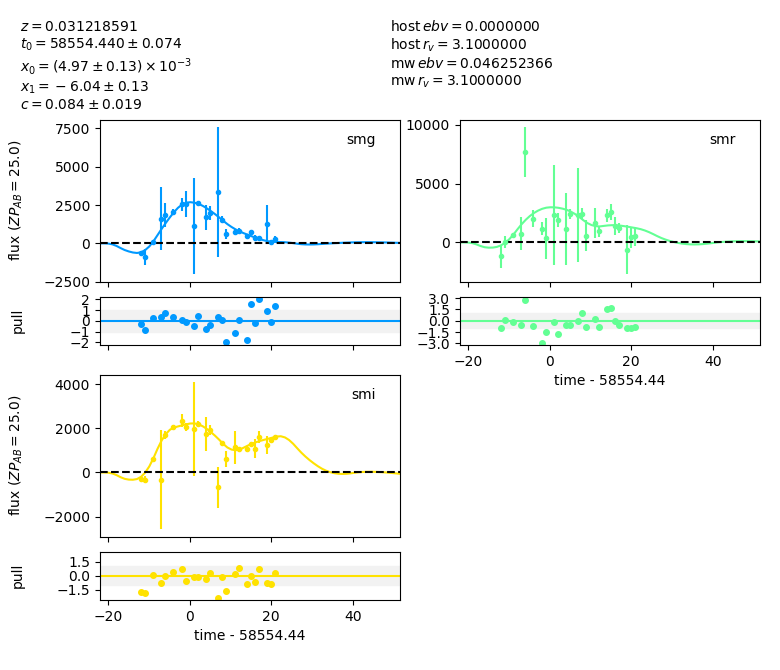 z = 0.031218591
t₀ = 58554.440 ± 0.074
x₀ = (4.97 ± 0.13) × 10⁻³
x₁ = −6.04 ± 0.13
c = 0.084 ± 0.019
host ebv = 0.0000000
host r_v = 3.1000000
mw ebv = 0.046252366
mw r_v = 3.1000000
flux (ZP_AB = 25.0)
7500
5000
2500
0
−2500
smg
10000
5000
0
smr
pull
2
1
0
−1
−2
3.0
1.5
0.0
−1.5
−3.0
−20
0
20
40
time - 58554.44
flux (ZP_AB = 25.0)
4000
2000
0
−2000
smi
pull
1.5
0.0
−1.5
−20
0
20
40
time - 58554.44